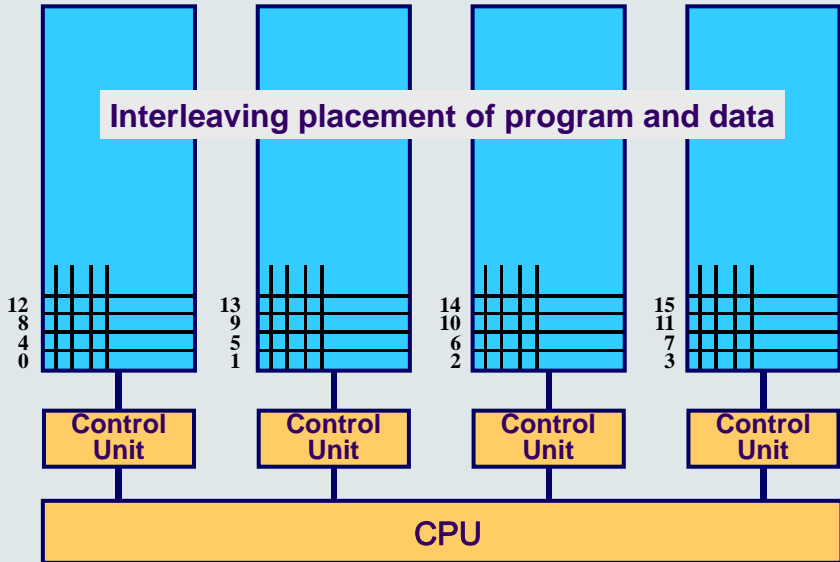 Interleaving placement of program and data
12 13 14 15
8 9 10 11
4 5 6 7
0 1 2 3
Control Control Control Control
Unit Unit Unit Unit
CPU